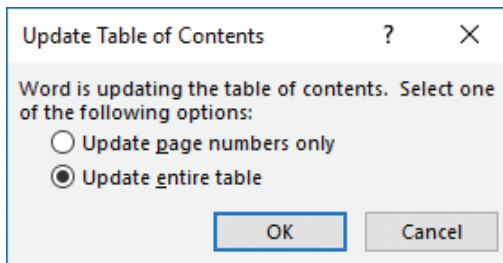 Update Table of Contents ?
Word is updating the table of contents. Select one
of the following options:
Update page numbers only
Update entire table
OK Cancel